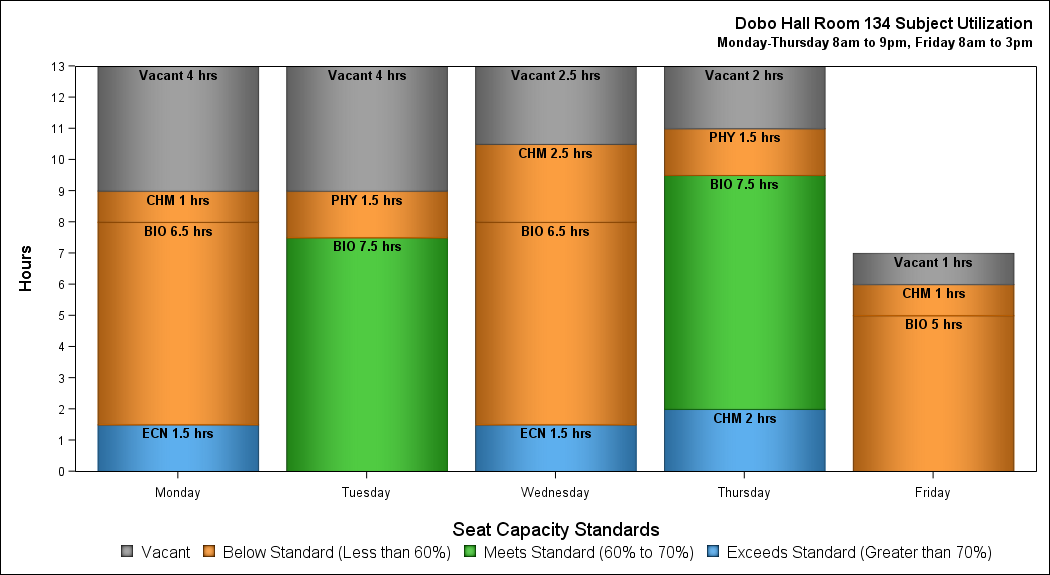 Dobo Hall Room 134 Subject Utilization
Monday-Thursday 8am to 9pm, Friday 8am to 3pm
Hours
13
12
11
10
9
8
7
6
5
4
3
2
1
0
Vacant 4 hrs
CHM 1 hrs
BIO 6.5 hrs
ECN 1.5 hrs
Vacant 4 hrs
PHY 1.5 hrs
BIO 7.5 hrs
Vacant 2.5 hrs
CHM 2.5 hrs
BIO 6.5 hrs
ECN 1.5 hrs
Vacant 2 hrs
PHY 1.5 hrs
BIO 7.5 hrs
CHM 2 hrs
Vacant 1 hrs
CHM 1 hrs
BIO 5 hrs
Monday Tuesday Wednesday Thursday Friday
Seat Capacity Standards
Vacant Below Standard (Less than 60%) Meets Standard (60% to 70%) Exceeds Standard (Greater than 70%)